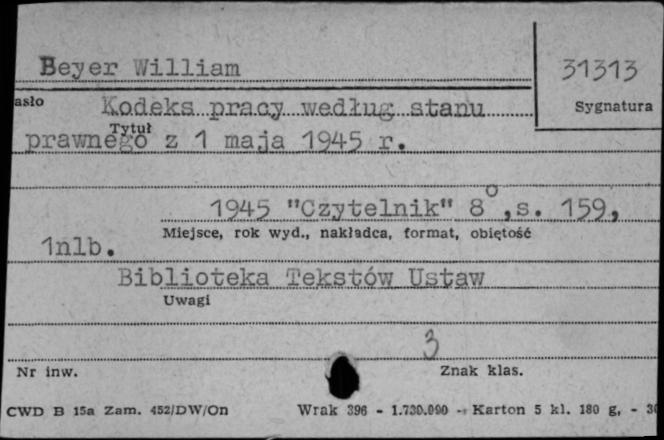 Beyer William
31313
asło
Kodeks pracy według stanu
Sygnatura
Tytuł
prawnego z 1 maja 1945 r.
1945 "Czytelnik" 8°,s. 159,
Miejsce, rok wyd., nakładca, format, objętość
1nlb.
Biblioteka Tekstów Ustaw
Uwagi
3
Nr inw.
Znak klas.
CWD B 15a Zam. 452/DW/On
Wrak 396 - 1.730.090 - Karton 5 kl. 180 g, - 30